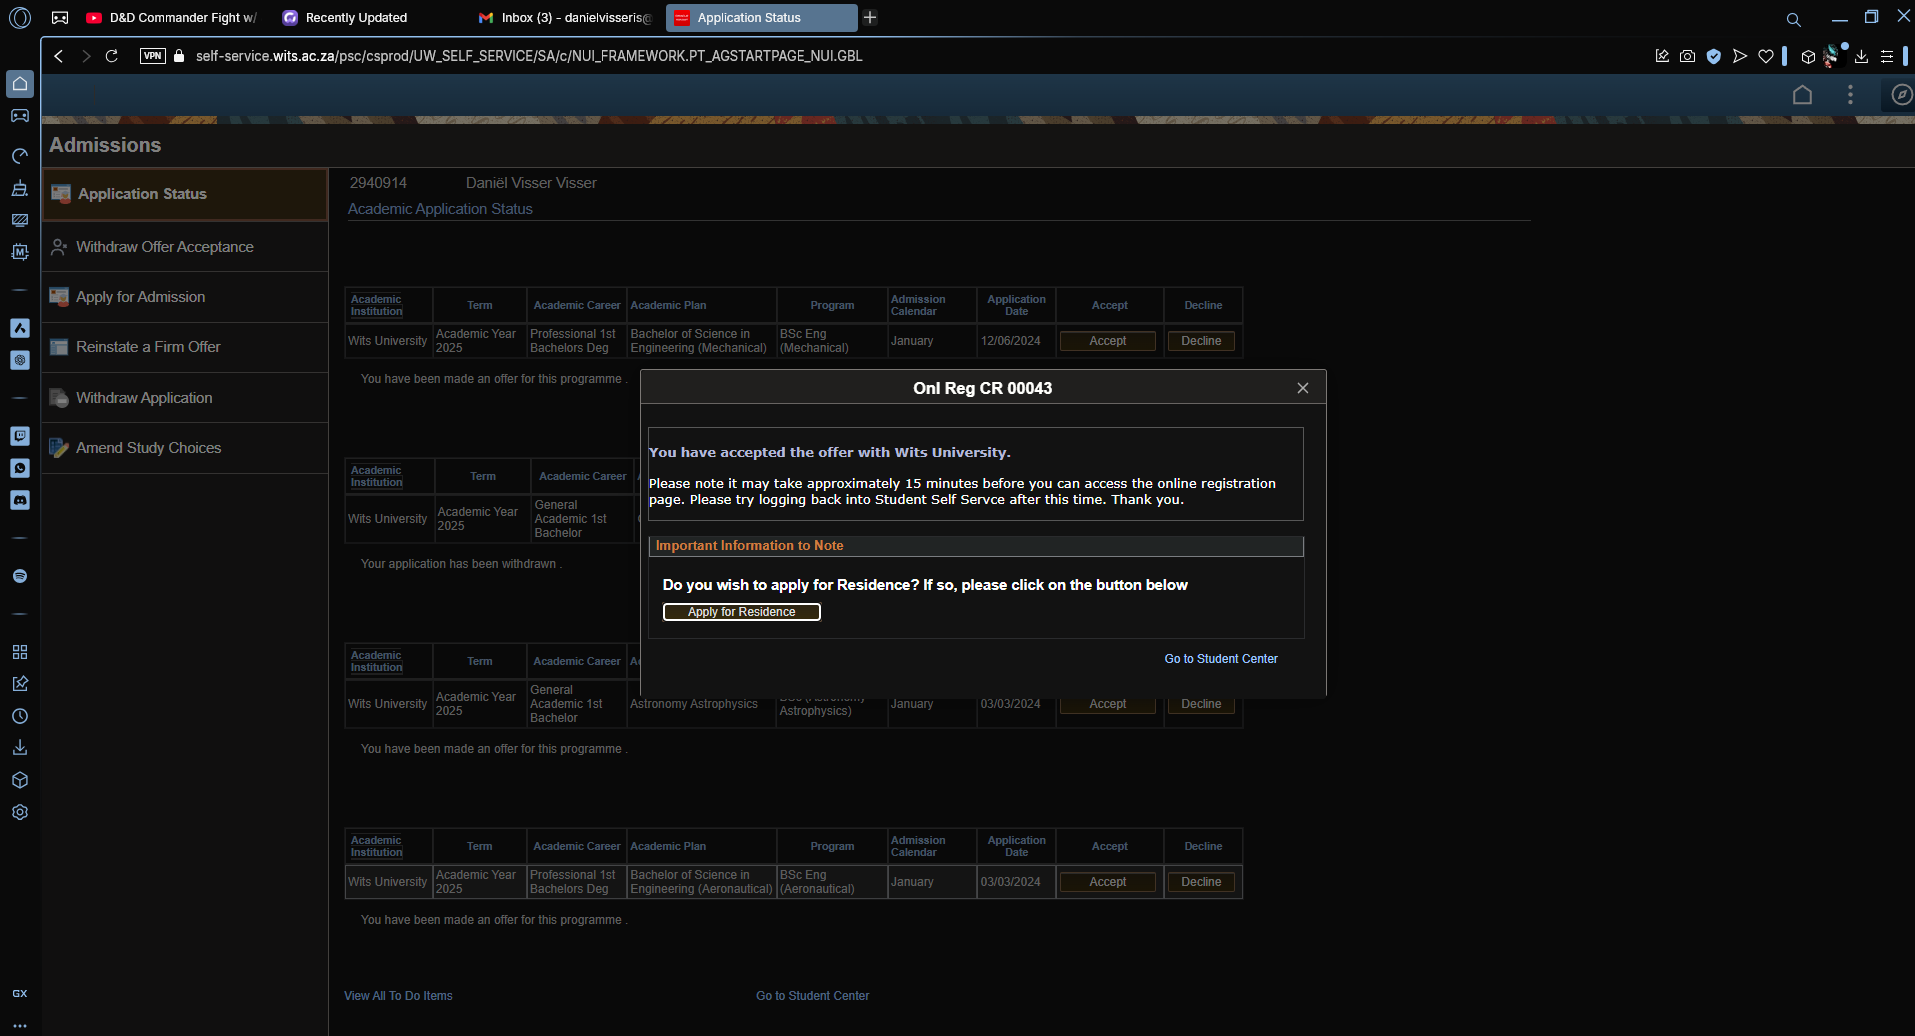 D&D Commander Fight w/
Recently Updated
Inbox (3) - danielvisseris@
Application Status
VPN
self-service.wits.ac.za/psc/csprod/UW_SELF_SERVICE/SA/c/NUI_FRAMEWORK.PT_AGSTARTPAGE_NUI.GBL
Admissions
Application Status
Withdraw Offer Acceptance
Apply for Admission
Reinstate a Firm Offer
Withdraw Application
Amend Study Choices
GX
2940914 Daniël Visser Visser
Academic Application Status
Academic Institution Term Academic Career Academic Plan Program Admission Calendar Application Date Accept Decline
Wits University Academic Year 2025 Professional 1st Bachelors Deg Bachelor of Science in Engineering (Mechanical) BSc Eng (Mechanical) January 12/06/2024 Accept Decline
You have been made an offer for this programme .
Onl Reg CR 00043
You have accepted the offer with Wits University.
Please note it may take approximately 15 minutes before you can access the online registration
page. Please try logging back into Student Self Servce after this time. Thank you.
Important Information to Note
Do you wish to apply for Residence? If so, please click on the button below
Apply for Residence
Go to Student Center
Academic Institution Term Academic Career
Wits University Academic Year 2025 General Academic 1st Bachelor
Your application has been withdrawn .
Academic Institution Term Academic Career
Wits University Academic Year 2025 General Academic 1st Bachelor Astronomy Astrophysics BSc (Astronomy Astrophysics) January 03/03/2024 Accept Decline
You have been made an offer for this programme .
Academic Institution Term Academic Career Academic Plan Program Admission Calendar Application Date Accept Decline
Wits University Academic Year 2025 Professional 1st Bachelors Deg Bachelor of Science in Engineering (Aeronautical) BSc Eng (Aeronautical) January 03/03/2024 Accept Decline
You have been made an offer for this programme .
View All To Do Items Go to Student Center